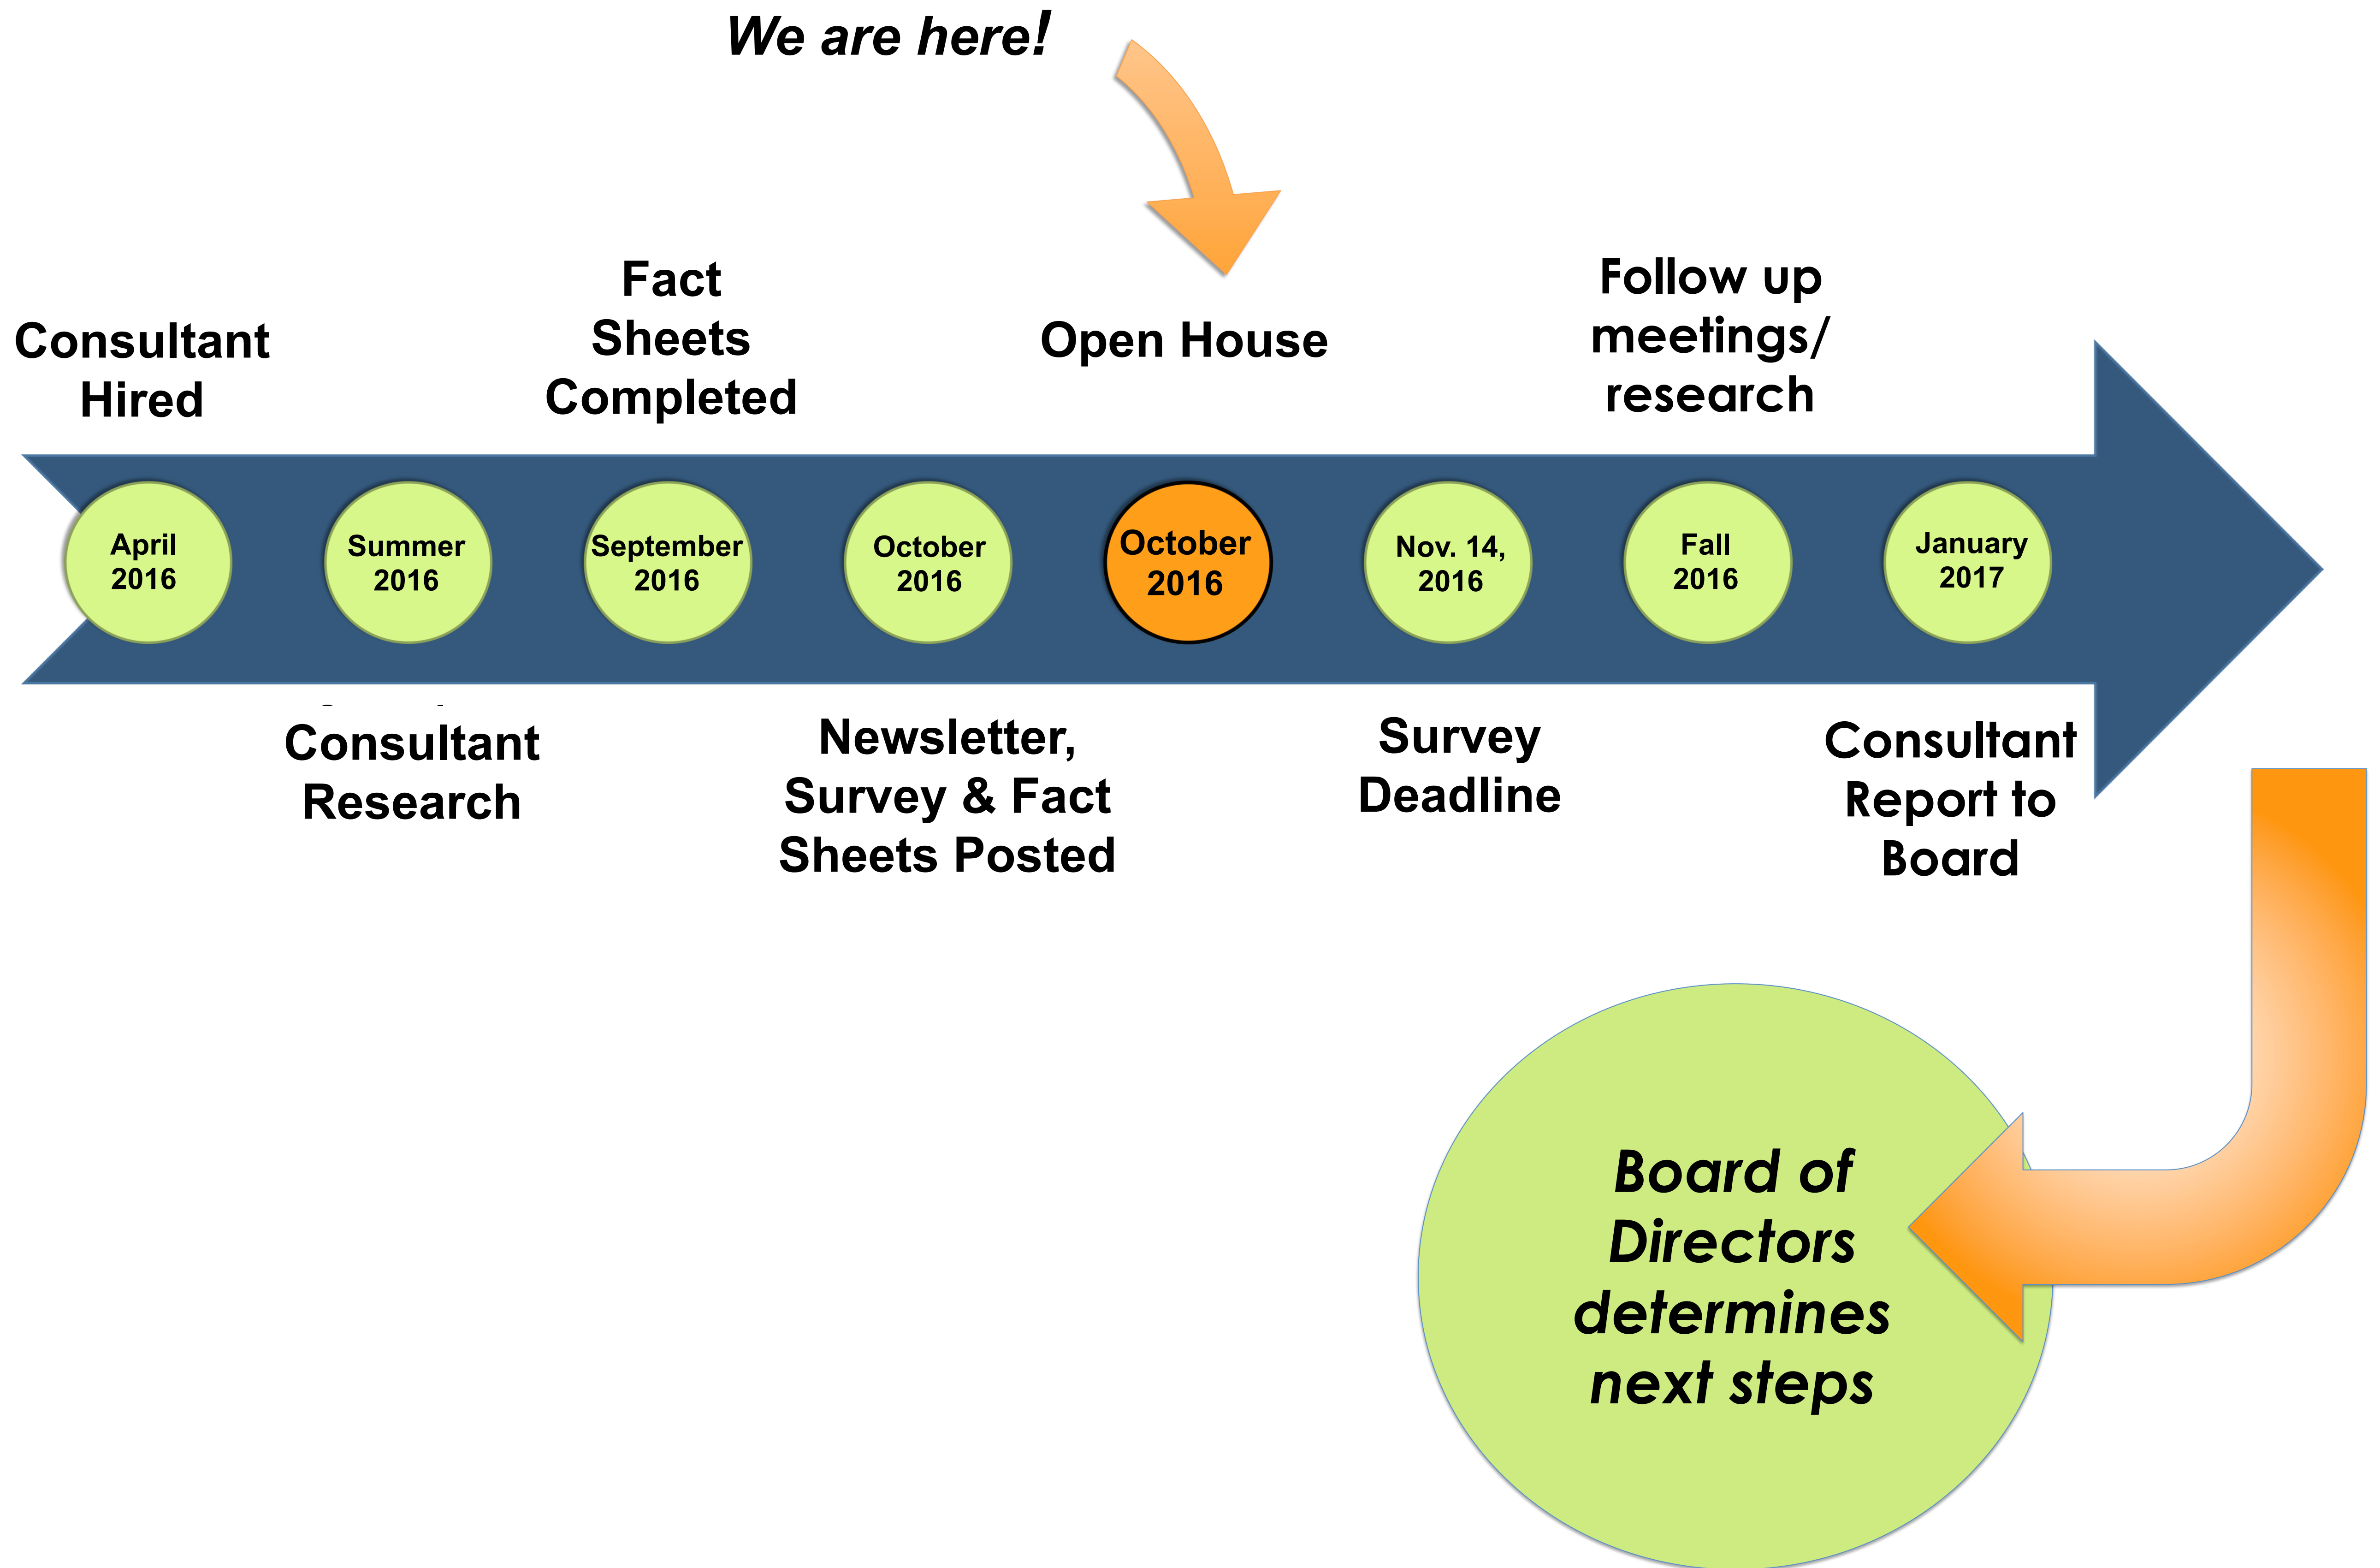 We are here!
Consultant
Hired
Fact
Sheets
Completed
Open House
Follow up
meetings/
research
April
2016
Summer
2016
September
2016
October
2016
October
2016
Nov. 14,
2016
Fall
2016
January
2017
Consultant
Research
Newsletter,
Survey & Fact
Sheets Posted
Survey
Deadline
Consultant
Report to
Board
Board of
Directors
determines
next steps